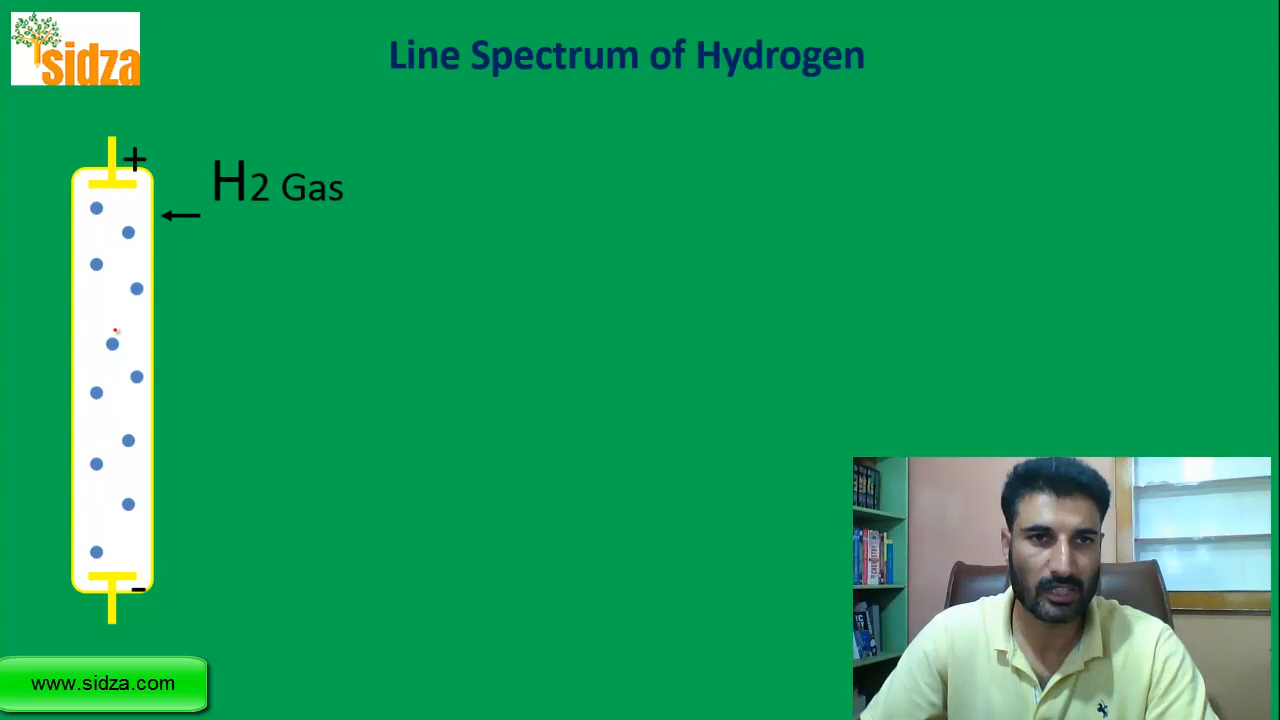 sidza
Line Spectrum of Hydrogen
+
H2 Gas
-
www.sidza.com